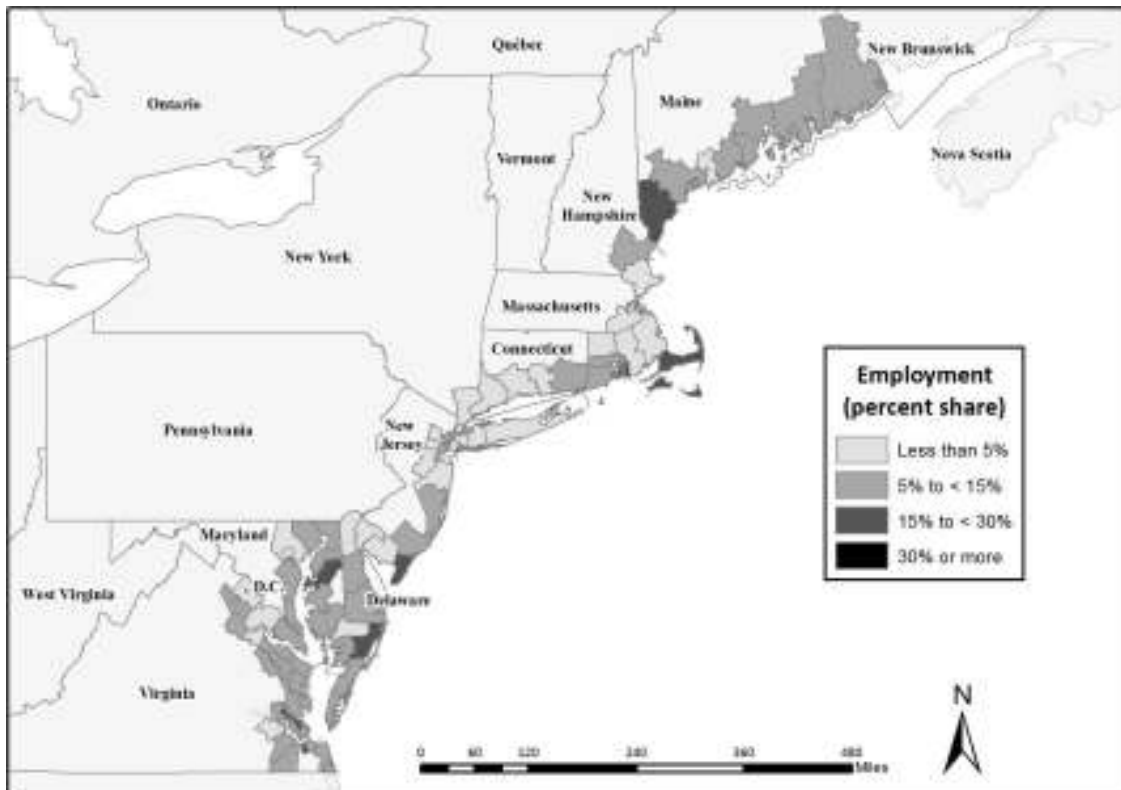 Québec
New Brunswick
Ontario
Maine
Vermont
Nova Scotia
New
Hampshire
New York
Massachusetts
Connecticut
Employment
(percent share)
Less than 5%
5% to < 15%
15% to < 30%
30% or more
Pennsylvania
New
Jersey
Maryland
D.C.
West Virginia
Delaware
Virginia
N
0 60 120 240 360 480
Miles